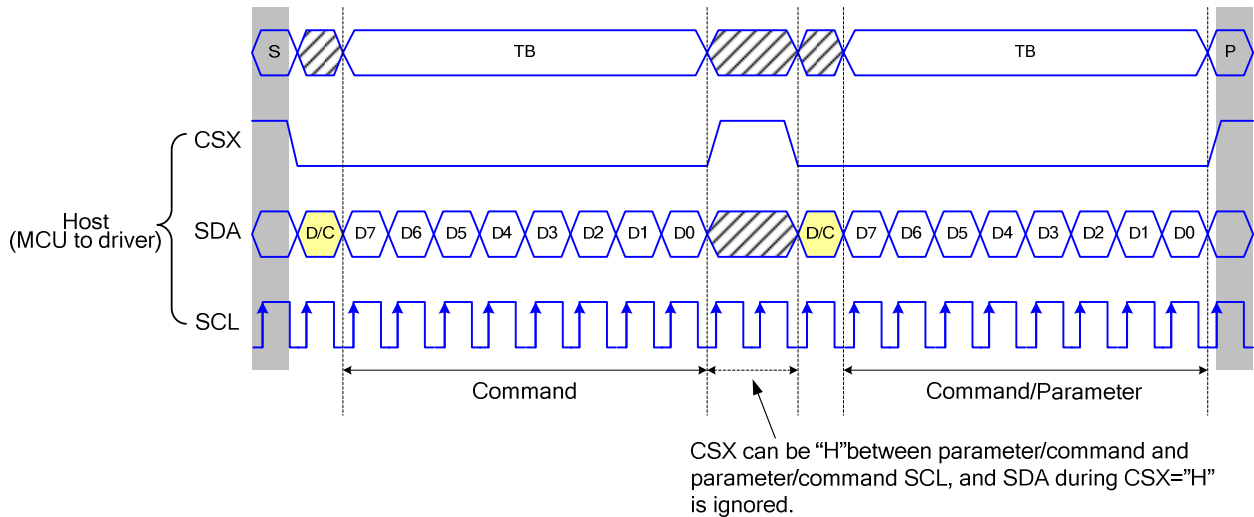 S TB TB P
CSX
Host
(MCU to driver)
SDA D/C D7 D6 D5 D4 D3 D2 D1 D0 D/C D7 D6 D5 D4 D3 D2 D1 D0
SCL
Command Command/Parameter
CSX can be “H”between parameter/command and
parameter/command SCL, and SDA during CSX=”H”
is ignored.